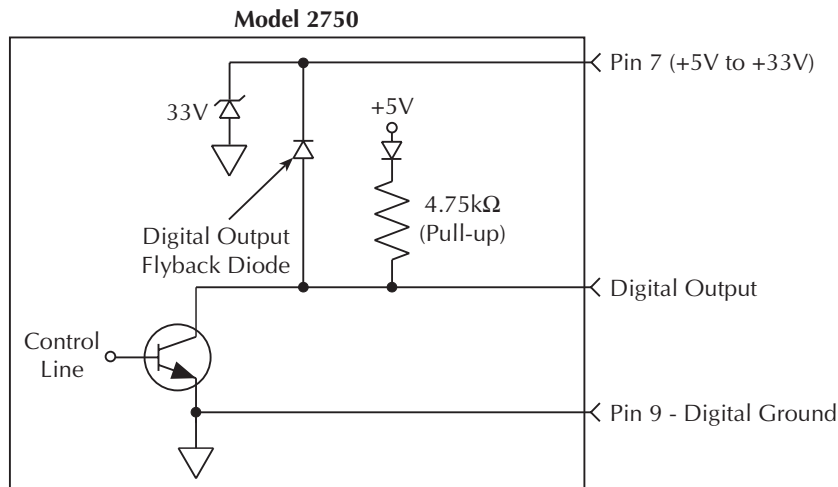 Model 2750
Pin 7 (+5V to +33V)
+5V
33V
4.75kΩ
(Pull-up)
Digital Output
Flyback Diode
Digital Output
Control
Line
Pin 9 - Digital Ground